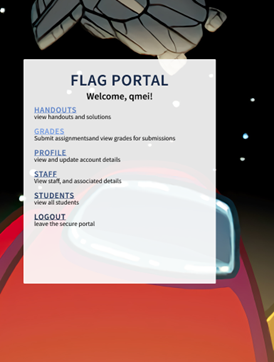 FLAG PORTAL
Welcome, qmei!
HANDOUTS
view handouts and solutions
GRADES
Submit assignmentsand view grades for submissions
PROFILE
view and update account details
STAFF
View staff, and associated details
STUDENTS
view all students
LOGOUT
leave the secure portal